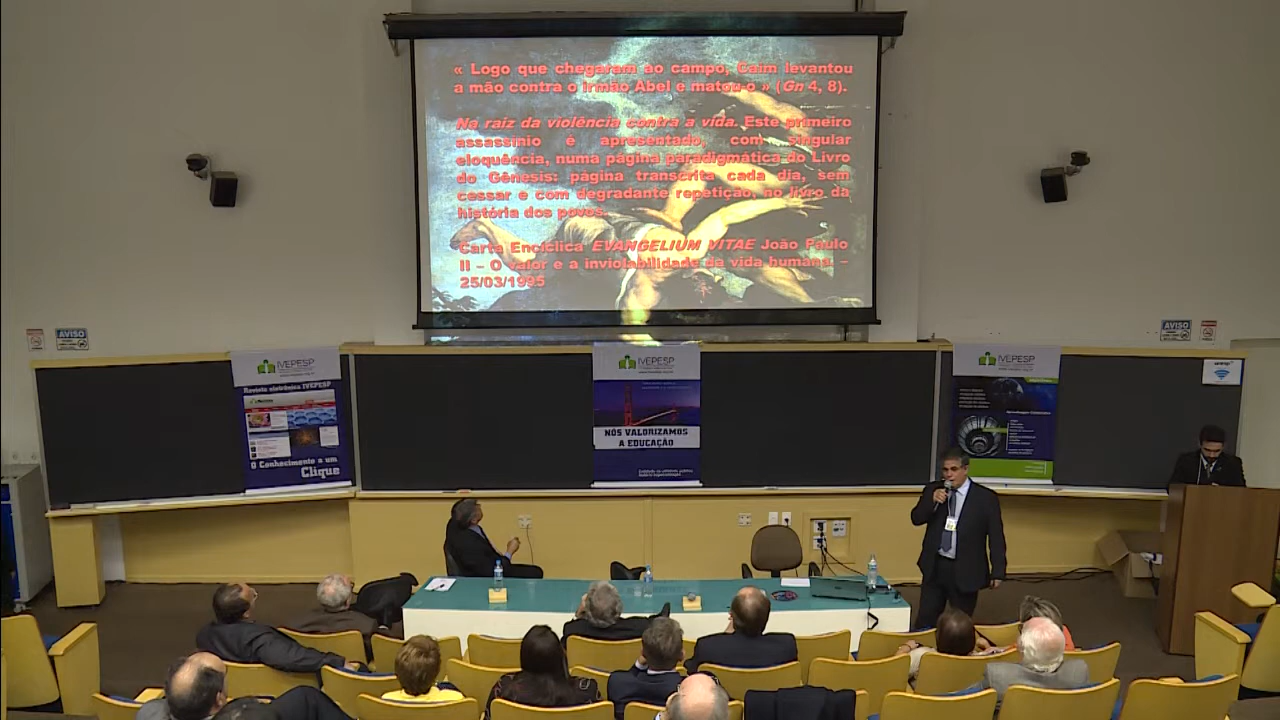 « Logo que chegaram ao campo, Caim levantou
a mão contra o irmão Abel e matou-o » (Gn 4, 8).
Na raiz da violência contra a vida. Este primeiro
assassínio é apresentado, com singular
eloquência, numa página paradigmática do Livro
do Génesis: página transcrita cada dia, sem
cessar e com degradante repetição, no livro da
história dos povos.
Carta Encíclica EVANGELIUM VITAE João Paulo
II – O valor e a inviolabilidade da vida humana –
25/03/1995
AVISO
AVISO
IVEPESP
Revista eletrônica IVEPESP
O Conhecimento a um
Clique
IVEPESP
NÓS VALORIZAMOS
A EDUCAÇÃO
IVEPESP